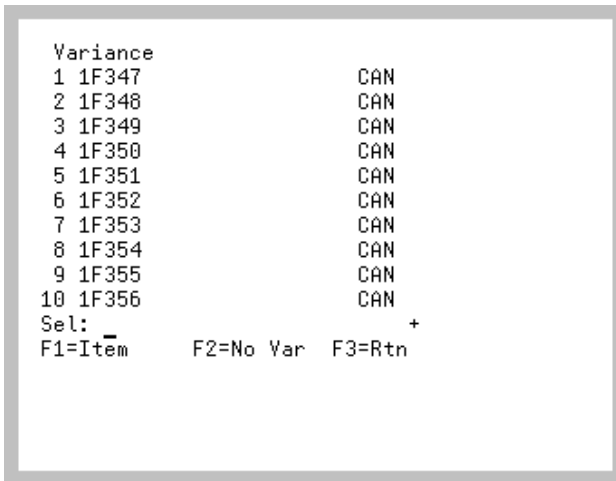 Variance
1 1F347 CAN
2 1F348 CAN
3 1F349 CAN
4 1F350 CAN
5 1F351 CAN
6 1F352 CAN
7 1F353 CAN
8 1F354 CAN
9 1F355 CAN
10 1F356 CAN
Sel: _ +
F1=Item F2=No Var F3=Rtn